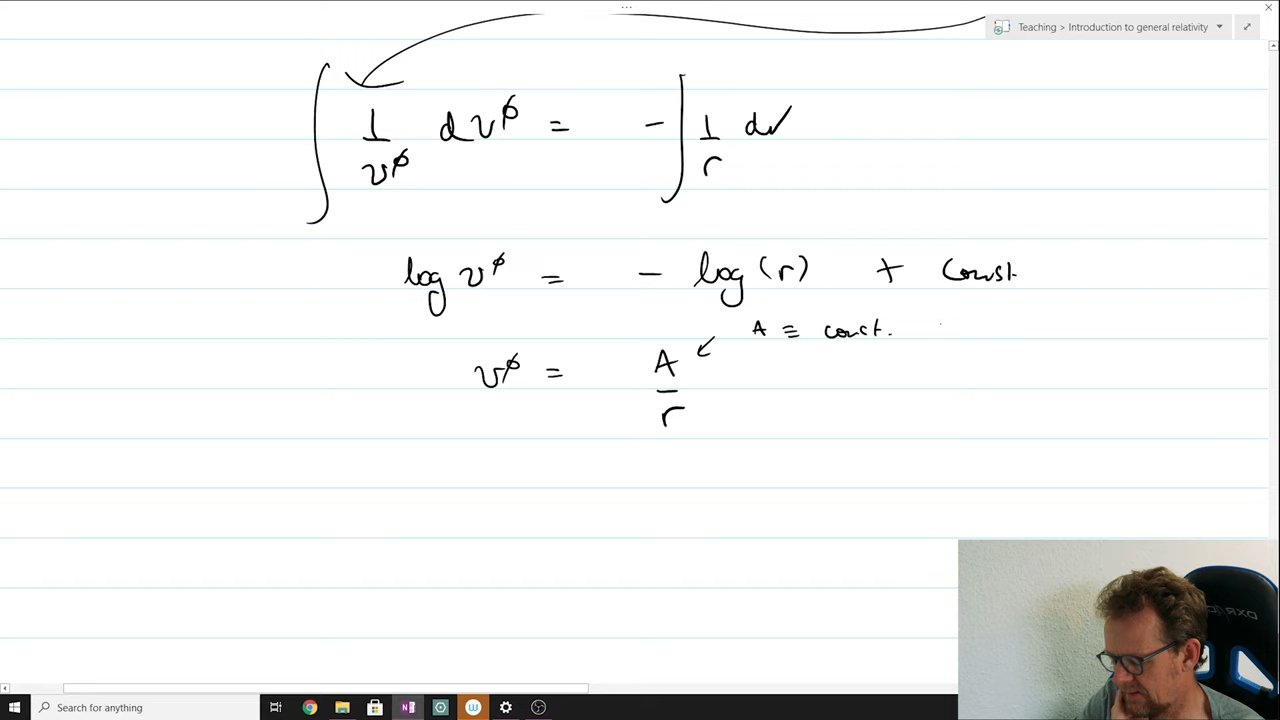 Teaching > Introduction to general relativity
∫ 1/v^φ dv^φ = - ∫ 1/r dr
log v^φ = - log(r) + const.
A ≡ const.
v^φ = A/r
Search for anything